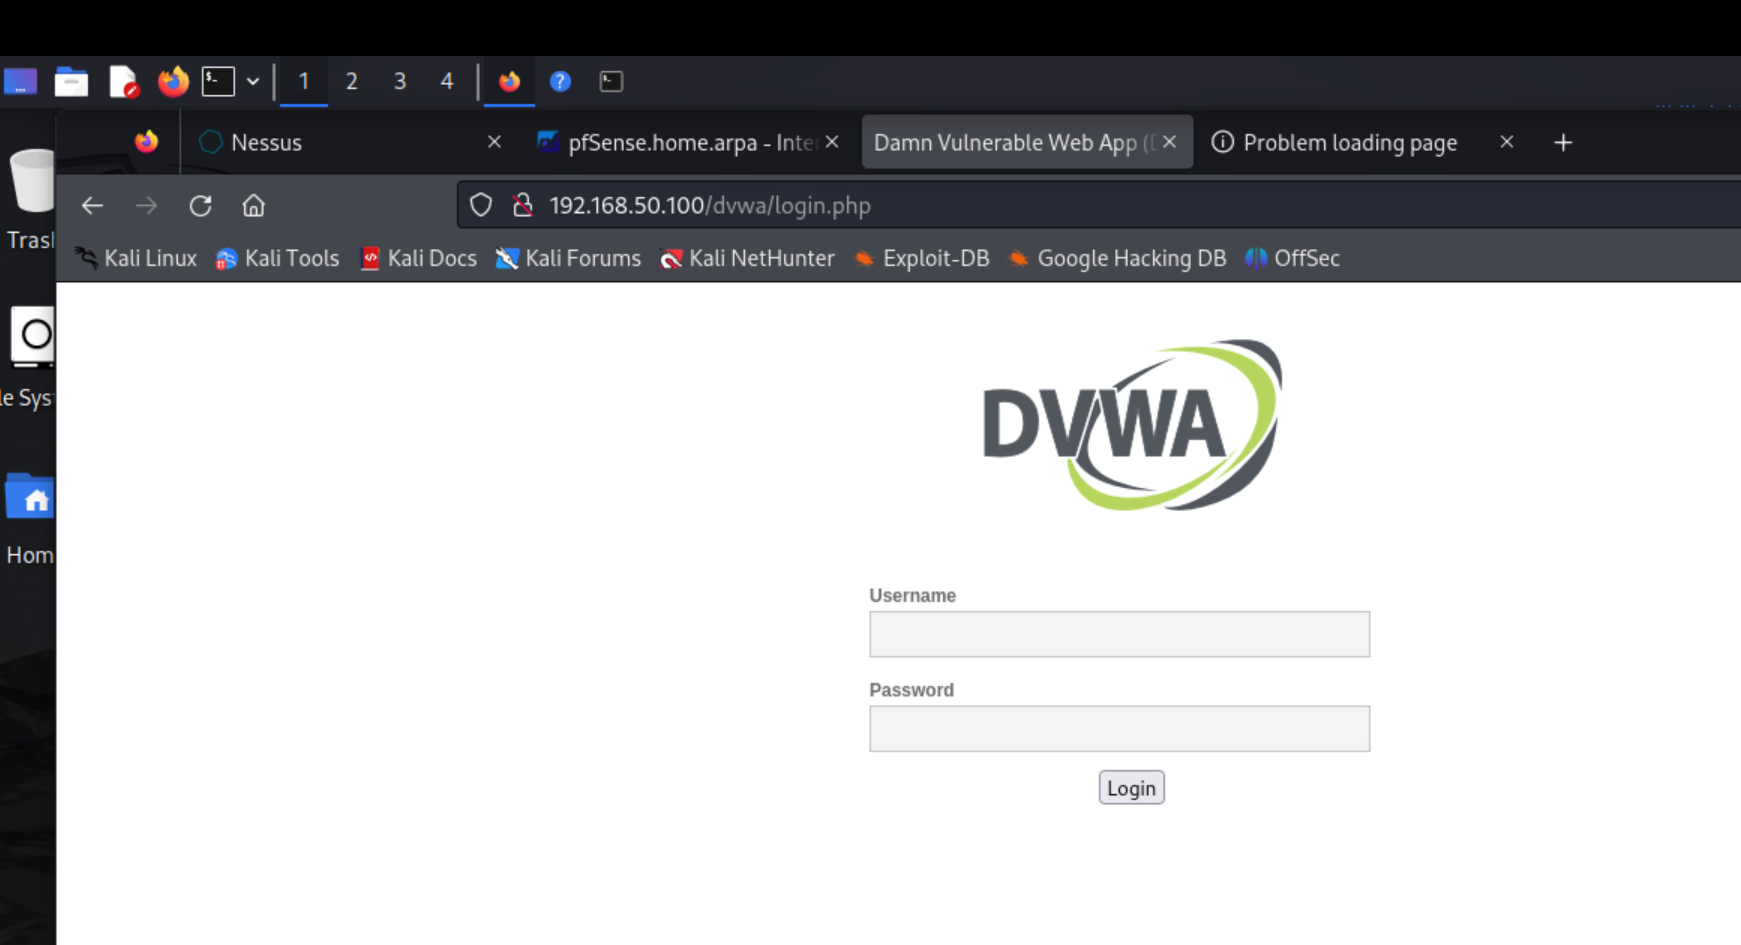 1 2 3 4
Nessus
pfSense.home.arpa - Inter
Damn Vulnerable Web App (D
Problem loading page
192.168.50.100/dvwa/login.php
Kali Linux
Kali Tools
Kali Docs
Kali Forums
Kali NetHunter
Exploit-DB
Google Hacking DB
OffSec
Tras
le Sys
Hom
DVWA
Username
Password
Login